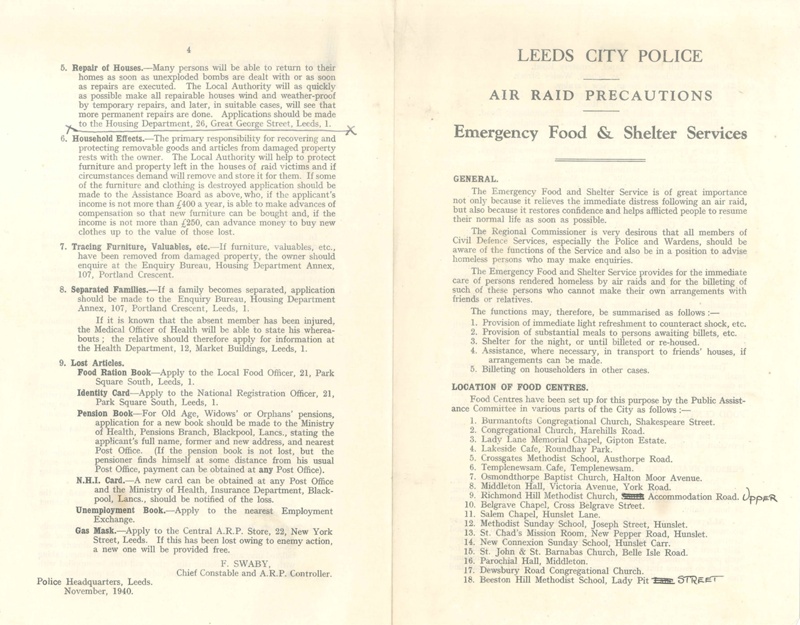 4
5. Repair of Houses.—Many persons will be able to return to their
homes as soon as unexploded bombs are dealt with or as soon
as repairs are executed. The Local Authority will as quickly
as possible make all repairable houses wind and weather-proof
by temporary repairs, and later, in suitable cases, will see that
more permanent repairs are done. Applications should be made
to the Housing Department, 26, Great George Street, Leeds, 1.
6. Household Effects.—The primary responsibility for recovering and
protecting removable goods and articles from damaged property
rests with the owner. The Local Authority will help to protect
furniture and property left in the houses of raid victims and if
circumstances demand will remove and store it for them. If some
of the furniture and clothing is destroyed application should be
made to the Assistance Board as above, who, if the applicant's
income is not more than £400 a year, is able to make advances of
compensation so that new furniture can be bought and, if the
income is not more than £250, can advance money to buy new
clothes up to the value of those lost.
7. Tracing Furniture, Valuables, etc.—If furniture, valuables, etc.,
have been removed from damaged property, the owner should
enquire at the Enquiry Bureau, Housing Department Annex,
107, Portland Crescent.
8. Separated Families.—If a family becomes separated, application
should be made to the Enquiry Bureau, Housing Department
Annex, 107, Portland Crescent, Leeds, 1.
If it is known that the absent member has been injured,
the Medical Officer of Health will be able to state his wherea-
bouts; the relative should therefore apply for information at
the Health Department, 12, Market Buildings, Leeds, 1.
9. Lost Articles.
Food Ration Book—Apply to the Local Food Officer, 21, Park
Square South, Leeds, 1.
Identity Card—Apply to the National Registration Officer, 21,
Park Square South, Leeds, 1.
Pension Book—For Old Age, Widows' or Orphans' pensions,
application for a new book should be made to the Ministry
of Health, Pensions Branch, Blackpool, Lancs., stating the
applicant's full name, former and new address, and nearest
Post Office. (If the pension book is not lost, but the
pensioner finds himself at some distance from his usual
Post Office, payment can be obtained at any Post Office).
N.H.I. Card.—A new card can be obtained at any Post Office
and the Ministry of Health, Insurance Department, Black-
pool, Lancs., should be notified of the loss.
Unemployment Book.—Apply to the nearest Employment
Exchange.
Gas Mask.—Apply to the Central A.R.P. Store, 22, New York
Street, Leeds. If this has been lost owing to enemy action,
a new one will be provided free.
F. SWABY,
Chief Constable and A.R.P. Controller.
Police Headquarters, Leeds.
November, 1940.
LEEDS CITY POLICE
AIR RAID PRECAUTIONS
Emergency Food & Shelter Services
GENERAL.
The Emergency Food and Shelter Service is of great importance
not only because it relieves the immediate distress following an air raid,
but also because it restores confidence and helps afflicted people to resume
their normal life as soon as possible.
The Regional Commissioner is very desirous that all members of
Civil Defence Services, especially the Police and Wardens, should be
aware of the functions of the Service and also be in a position to advise
homeless persons who may make enquiries.
The Emergency Food and Shelter Service provides for the immediate
care of persons rendered homeless by air raids and for the billeting of
such of these persons who cannot make their own arrangements with
friends or relatives.
The functions may, therefore, be summarised as follows:—
1. Provision of immediate light refreshment to counteract shock, etc.
2. Provision of substantial meals to persons awaiting billets, etc.
3. Shelter for the night, or until billeted or re-housed.
4. Assistance, where necessary, in transport to friends' houses, if
arrangements can be made.
5. Billeting on householders in other cases.
LOCATION OF FOOD CENTRES.
Food Centres have been set up for this purpose by the Public Assist-
ance Committee in various parts of the City as follows:—
1. Burmantofts Congregational Church, Shakespeare Street.
2. Congregational Church, Harehills Road.
3. Lady Lane Memorial Chapel, Gipton Estate.
4. Lakeside Cafe, Roundhay Park.
5. Crossgates Methodist School, Austhorpe Road.
6. Templenewsam Cafe, Templenewsam.
7. Osmondthorpe Baptist Church, Halton Moor Avenue.
8. Middleton Hall, Victoria Avenue, York Road.
9. Richmond Hill Methodist Church, Accommodation Road. Upper
10. Belgrave Chapel, Cross Belgrave Street.
11. Salem Chapel, Hunslet Lane.
12. Methodist Sunday School, Joseph Street, Hunslet.
13. St. Chad's Mission Room, New Pepper Road, Hunslet.
14. New Connexion Sunday School, Hunslet Carr.
15. St. John & St. Barnabas Church, Belle Isle Road.
16. Parochial Hall, Middleton.
17. Dewsbury Road Congregational Church.
18. Beeston Hill Methodist School, Lady Pit STREET